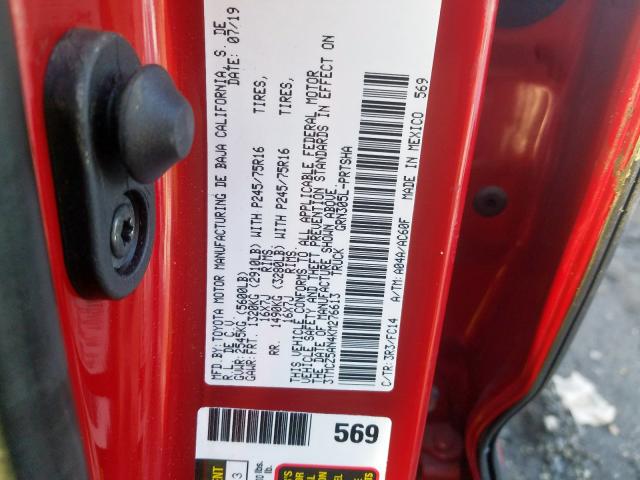 MFD.BY:TOYOTA MOTOR MANUFACTURING DE BAJA CALIFORNIA, S. DE
R. L. DE C.V. DATE: 07/19
GVWR:2545KG (5600LB)
GAWR:FRT. 1320KG (2910LB) WITH P245/75R16 TIRES,
16X7J RIMS,
RR. 1490KG (3280LB) WITH P245/75R16 TIRES,
16X7J RIMS.
THIS VEHICLE CONFORMS TO ALL APPLICABLE FEDERAL MOTOR
VEHICLE SAFETY AND THEFT PREVENTION STANDARDS IN EFFECT ON
THE DATE OF MANUFACTURE SHOWN ABOVE.
3TMCZ5AN4KM276613 TRUCK GRN305L-PRTSHA
C/TR: 3R3/FC14 A/TM: A04A/AC60F MADE IN MEXICO 569
569
3